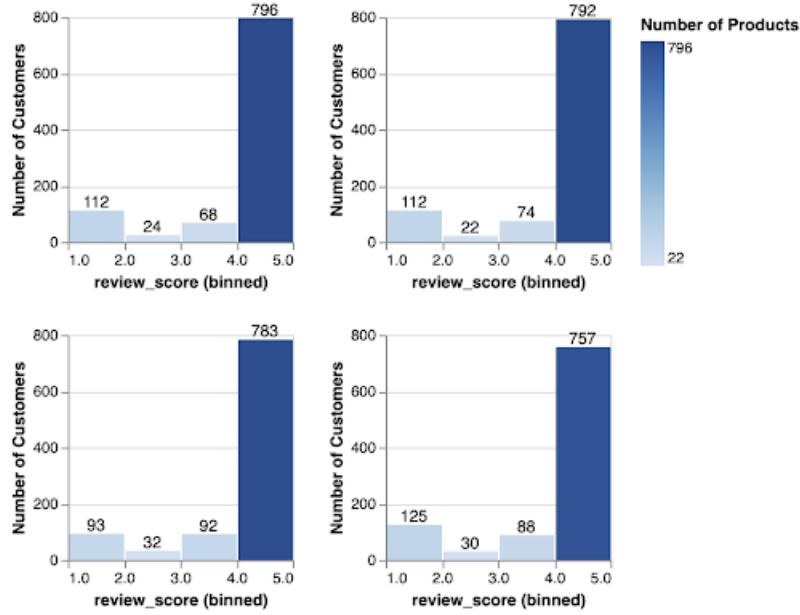 800
600
400
200
0
Number of Customers
796
112
24
68
1.0 2.0 3.0 4.0 5.0
review_score (binned)
800
600
400
200
0
Number of Customers
792
112
22
74
1.0 2.0 3.0 4.0 5.0
review_score (binned)
Number of Products
796
22
800
600
400
200
0
Number of Customers
783
93
32
92
1.0 2.0 3.0 4.0 5.0
review_score (binned)
800
600
400
200
0
Number of Customers
757
125
30
88
1.0 2.0 3.0 4.0 5.0
review_score (binned)